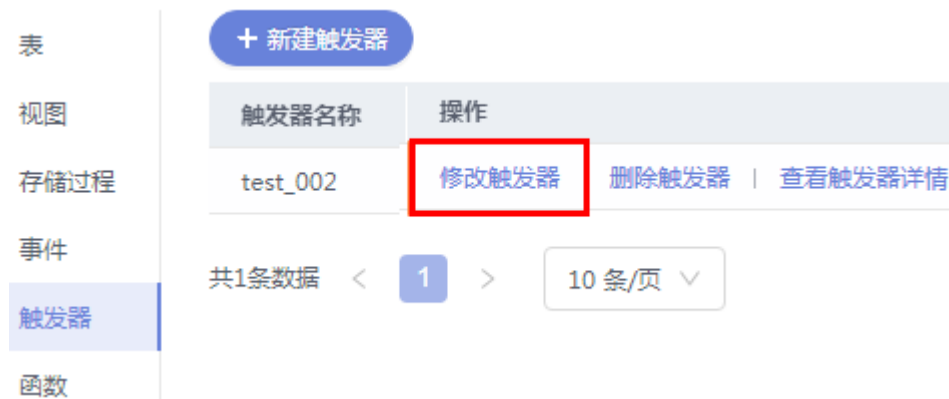 表
视图
存储过程
事件
触发器
函数
+ 新建触发器
触发器名称 操作
test_002 修改触发器 删除触发器 | 查看触发器详情
共1条数据 < 1 > 10 条/页